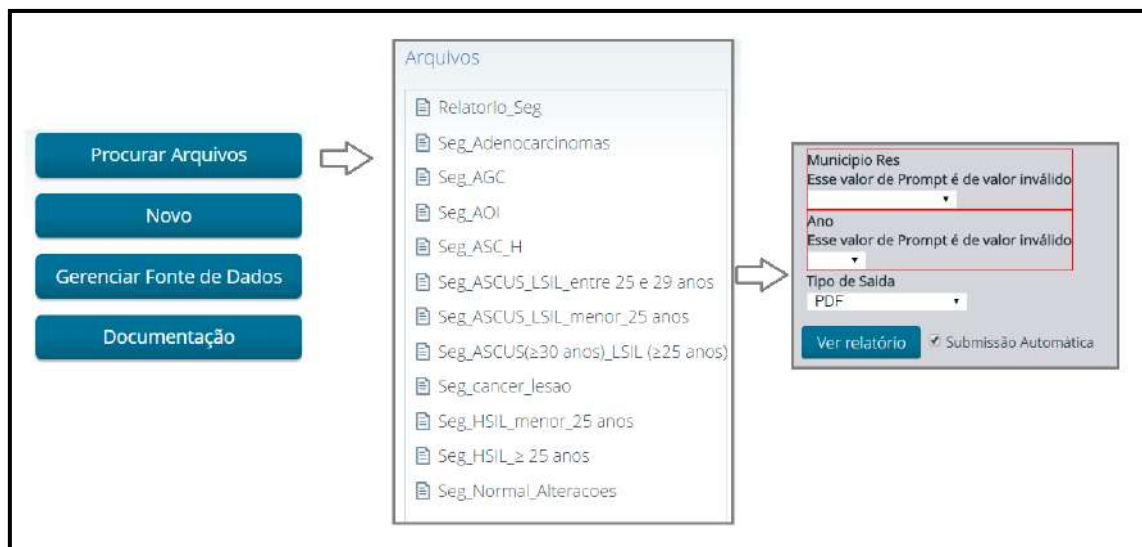 Procurar Arquivos
Novo
Gerenciar Fonte de Dados
Documentação
Arquivos
Relatorio_Seg
Seg_Adenocarcinomas
Seg_AGC
Seg_AOI
Seg_ASC_H
Seg_ASCUS_LSIL_entre 25 e 29 anos
Seg_ASCUS_LSIL_menor_25 anos
Seg_ASCUS(≥30 anos)_LSIL (≥25 anos)
Seg_cancer_lesao
Seg_HSIL_menor_25 anos
Seg_HSIL_≥ 25 anos
Seg_Normal_Alteracoes
Municipio Res
Esse valor de Prompt é de valor inválido
Ano
Esse valor de Prompt é de valor inválido
Tipo de Saida
PDF
Ver relatório
Submissão Automática